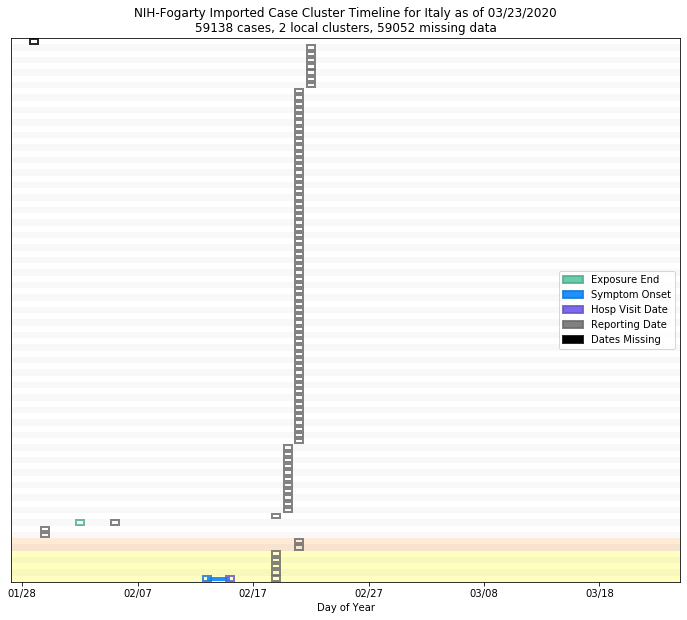 NIH-Fogarty Imported Case Cluster Timeline for Italy as of 03/23/2020
59138 cases, 2 local clusters, 59052 missing data
Exposure End
Symptom Onset
Hosp Visit Date
Reporting Date
Dates Missing
01/28 02/07 02/17 02/27 03/08 03/18
Day of Year